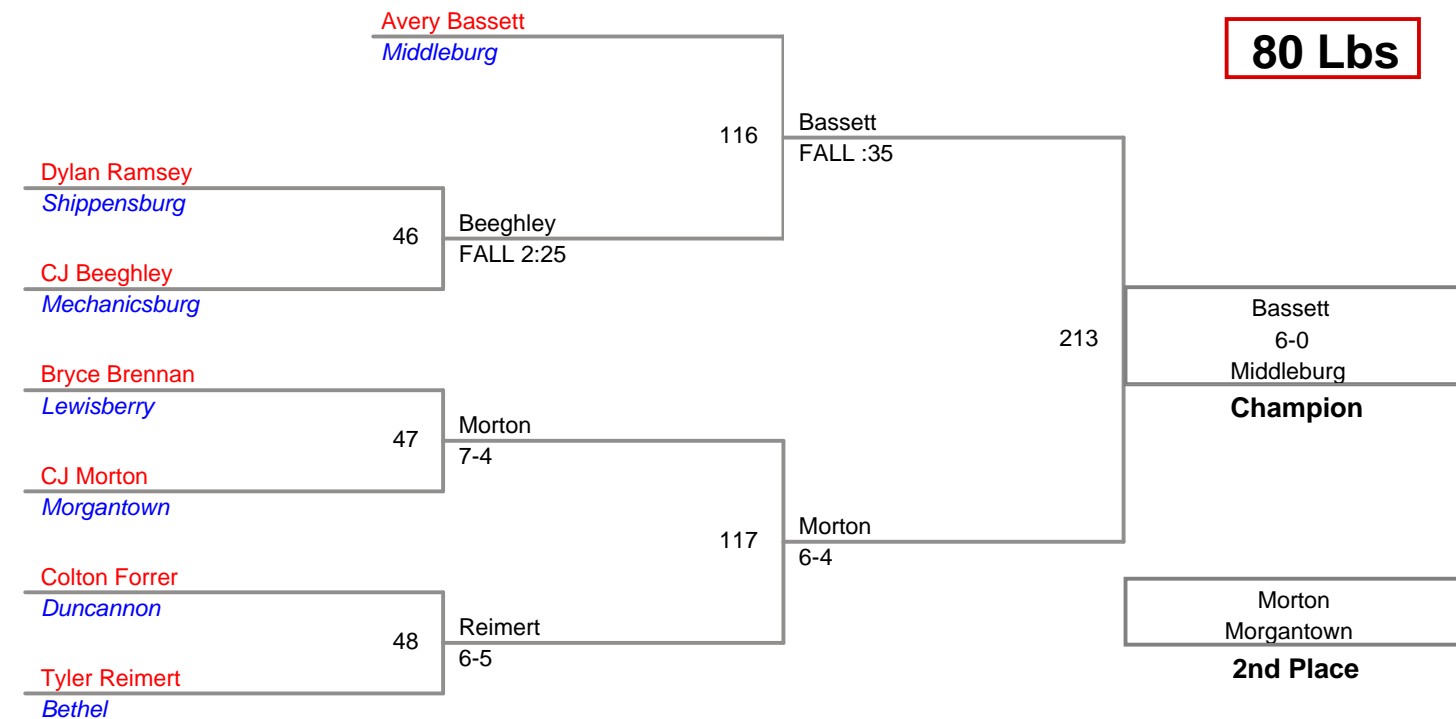 Avery Bassett
Middleburg
80 Lbs
116
Bassett
FALL :35
Dylan Ramsey
Shippensburg
46
Beeghley
FALL 2:25
CJ Beeghley
Mechanicsburg
213
Bassett
6-0
Middleburg
Champion
Bryce Brennan
Lewisberry
47
Morton
7-4
CJ Morton
Morgantown
117
Morton
6-4
Colton Forrer
Duncannon
48
Reimert
6-5
Tyler Reimert
Bethel
Morton
Morgantown
2nd Place